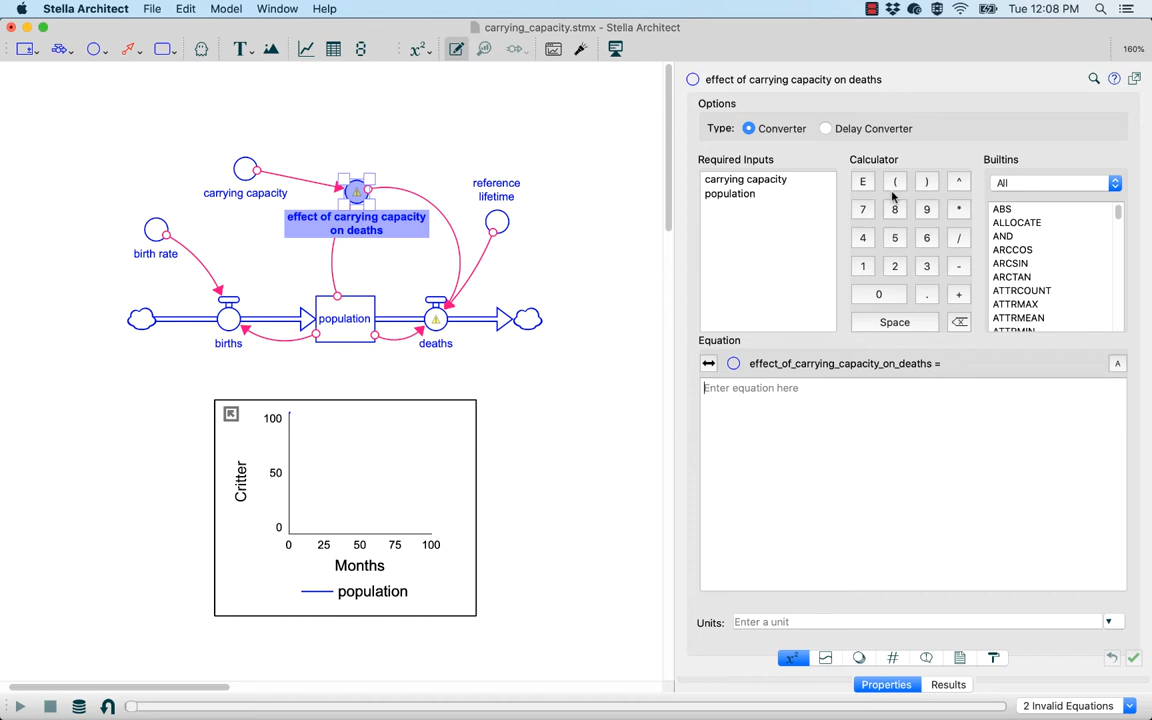 Stella Architect File Edit Model Window Help Tue 12:08 PM
carrying_capacity.stmx - Stella Architect
T x² 160%
effect of carrying capacity on deaths ?
Options
Type: Converter Delay Converter
Required Inputs Calculator Builtins
carrying capacity
population
E ( ) ^
7 8 9 *
4 5 6 /
1 2 3 -
0 . +
Space
All
ABS
ALLOCATE
AND
ARCCOS
ARCSIN
ARCTAN
ATTRCOUNT
ATTRMAX
ATTRMEAN
ATTRMIN
Equation
effect_of_carrying_capacity_on_deaths = A
Enter equation here
Units: Enter a unit
x² #
Properties Results
2 Invalid Equations
carrying capacity
effect of carrying capacity
on deaths
reference
lifetime
birth rate
population
births
deaths
100
50
0
Critter
0 25 50 75 100
Months
population